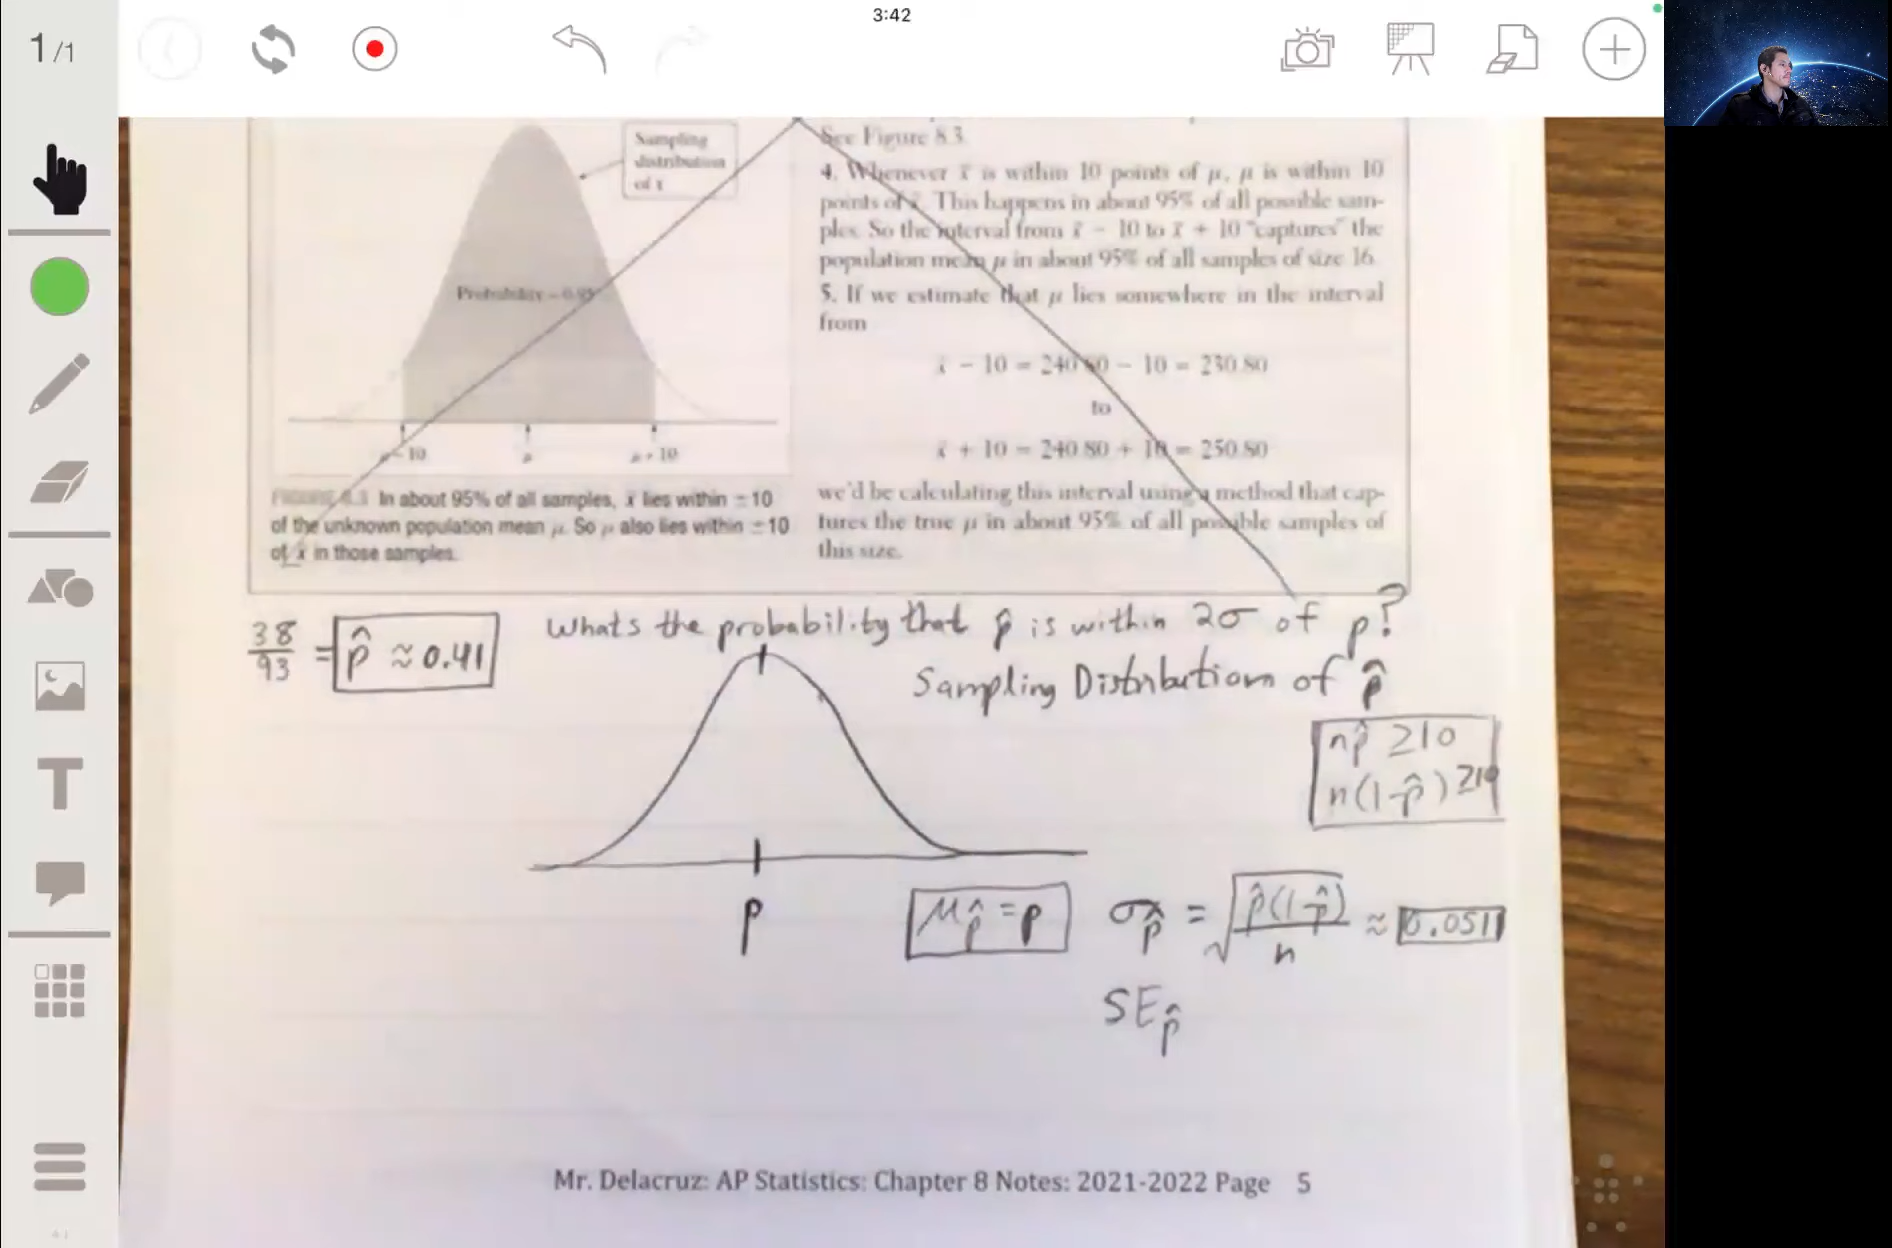 3:42
1/1
Sampling
distribution
of x̄
Probability = 0.95
μ - 10
μ
μ + 10
FIGURE 8.3 In about 95% of all samples, x̄ lies within ±10
of the unknown population mean μ. So μ also lies within ±10
of x̄ in those samples.
See Figure 8.3.
4. Whenever x̄ is within 10 points of μ, μ is within 10
points of x̄. This happens in about 95% of all possible sam-
ples. So the interval from x̄ − 10 to x̄ + 10 "captures" the
population mean μ in about 95% of all samples of size 16.
5. If we estimate that μ lies somewhere in the interval
from
x̄ − 10 = 240.80 − 10 = 230.80
to
x̄ + 10 = 240.80 + 10 = 250.80
we'd be calculating this interval using a method that cap-
tures the true μ in about 95% of all possible samples of
this size.
38/93 = p̂ ≈ 0.41
Whats the probability that p̂ is within 2σ of p?
Sampling Distribution of p̂
np̂ ≥10
n(1-p̂) ≥10
p
μp̂ = p
σp̂ = √(p̂(1-p̂)/n) ≈ 0.0511
SEp̂
Mr. Delacruz: AP Statistics: Chapter 8 Notes: 2021-2022 Page 5